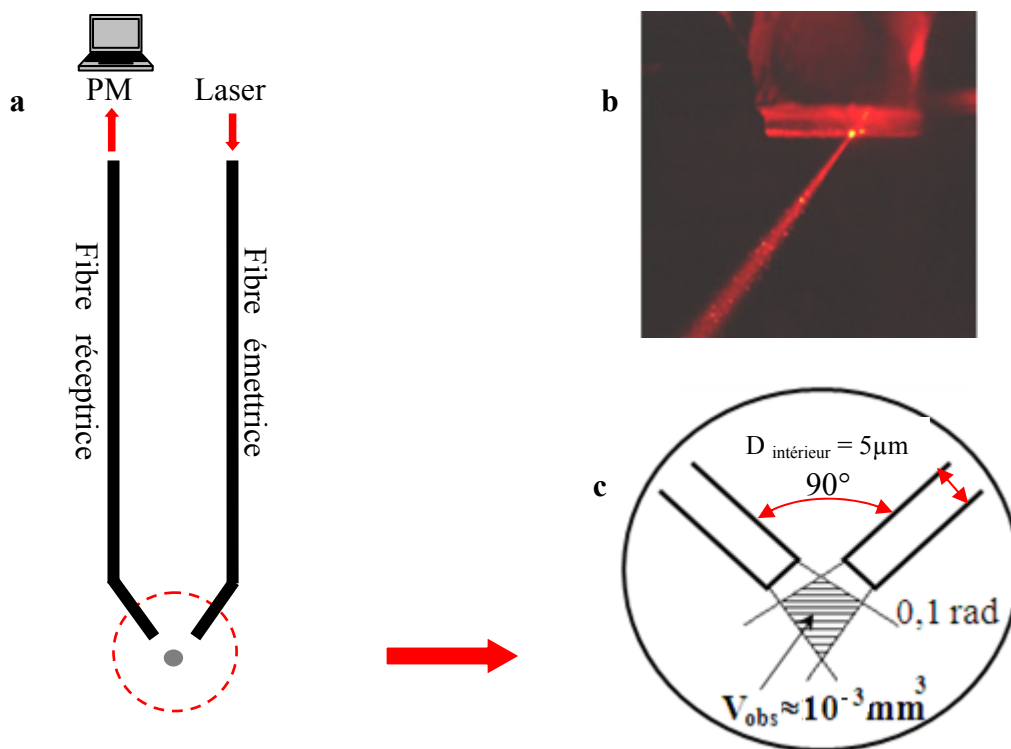 a
PM
Laser
Fibre réceptrice
Fibre émettrice
b
c
D intérieur = 5µm
90°
0,1 rad
Vobs≈10⁻³mm³